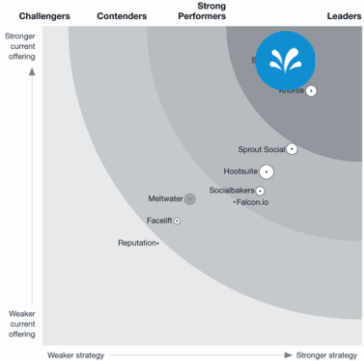 Challengers
Contenders
Strong
Performers
Leaders
Stronger
current
offering
Sprout Social
Hootsuite
Socialbakers
Falcon.io
Meltwater
Facelift
Reputation
Weaker
current
offering
Weaker strategy
Stronger strategy